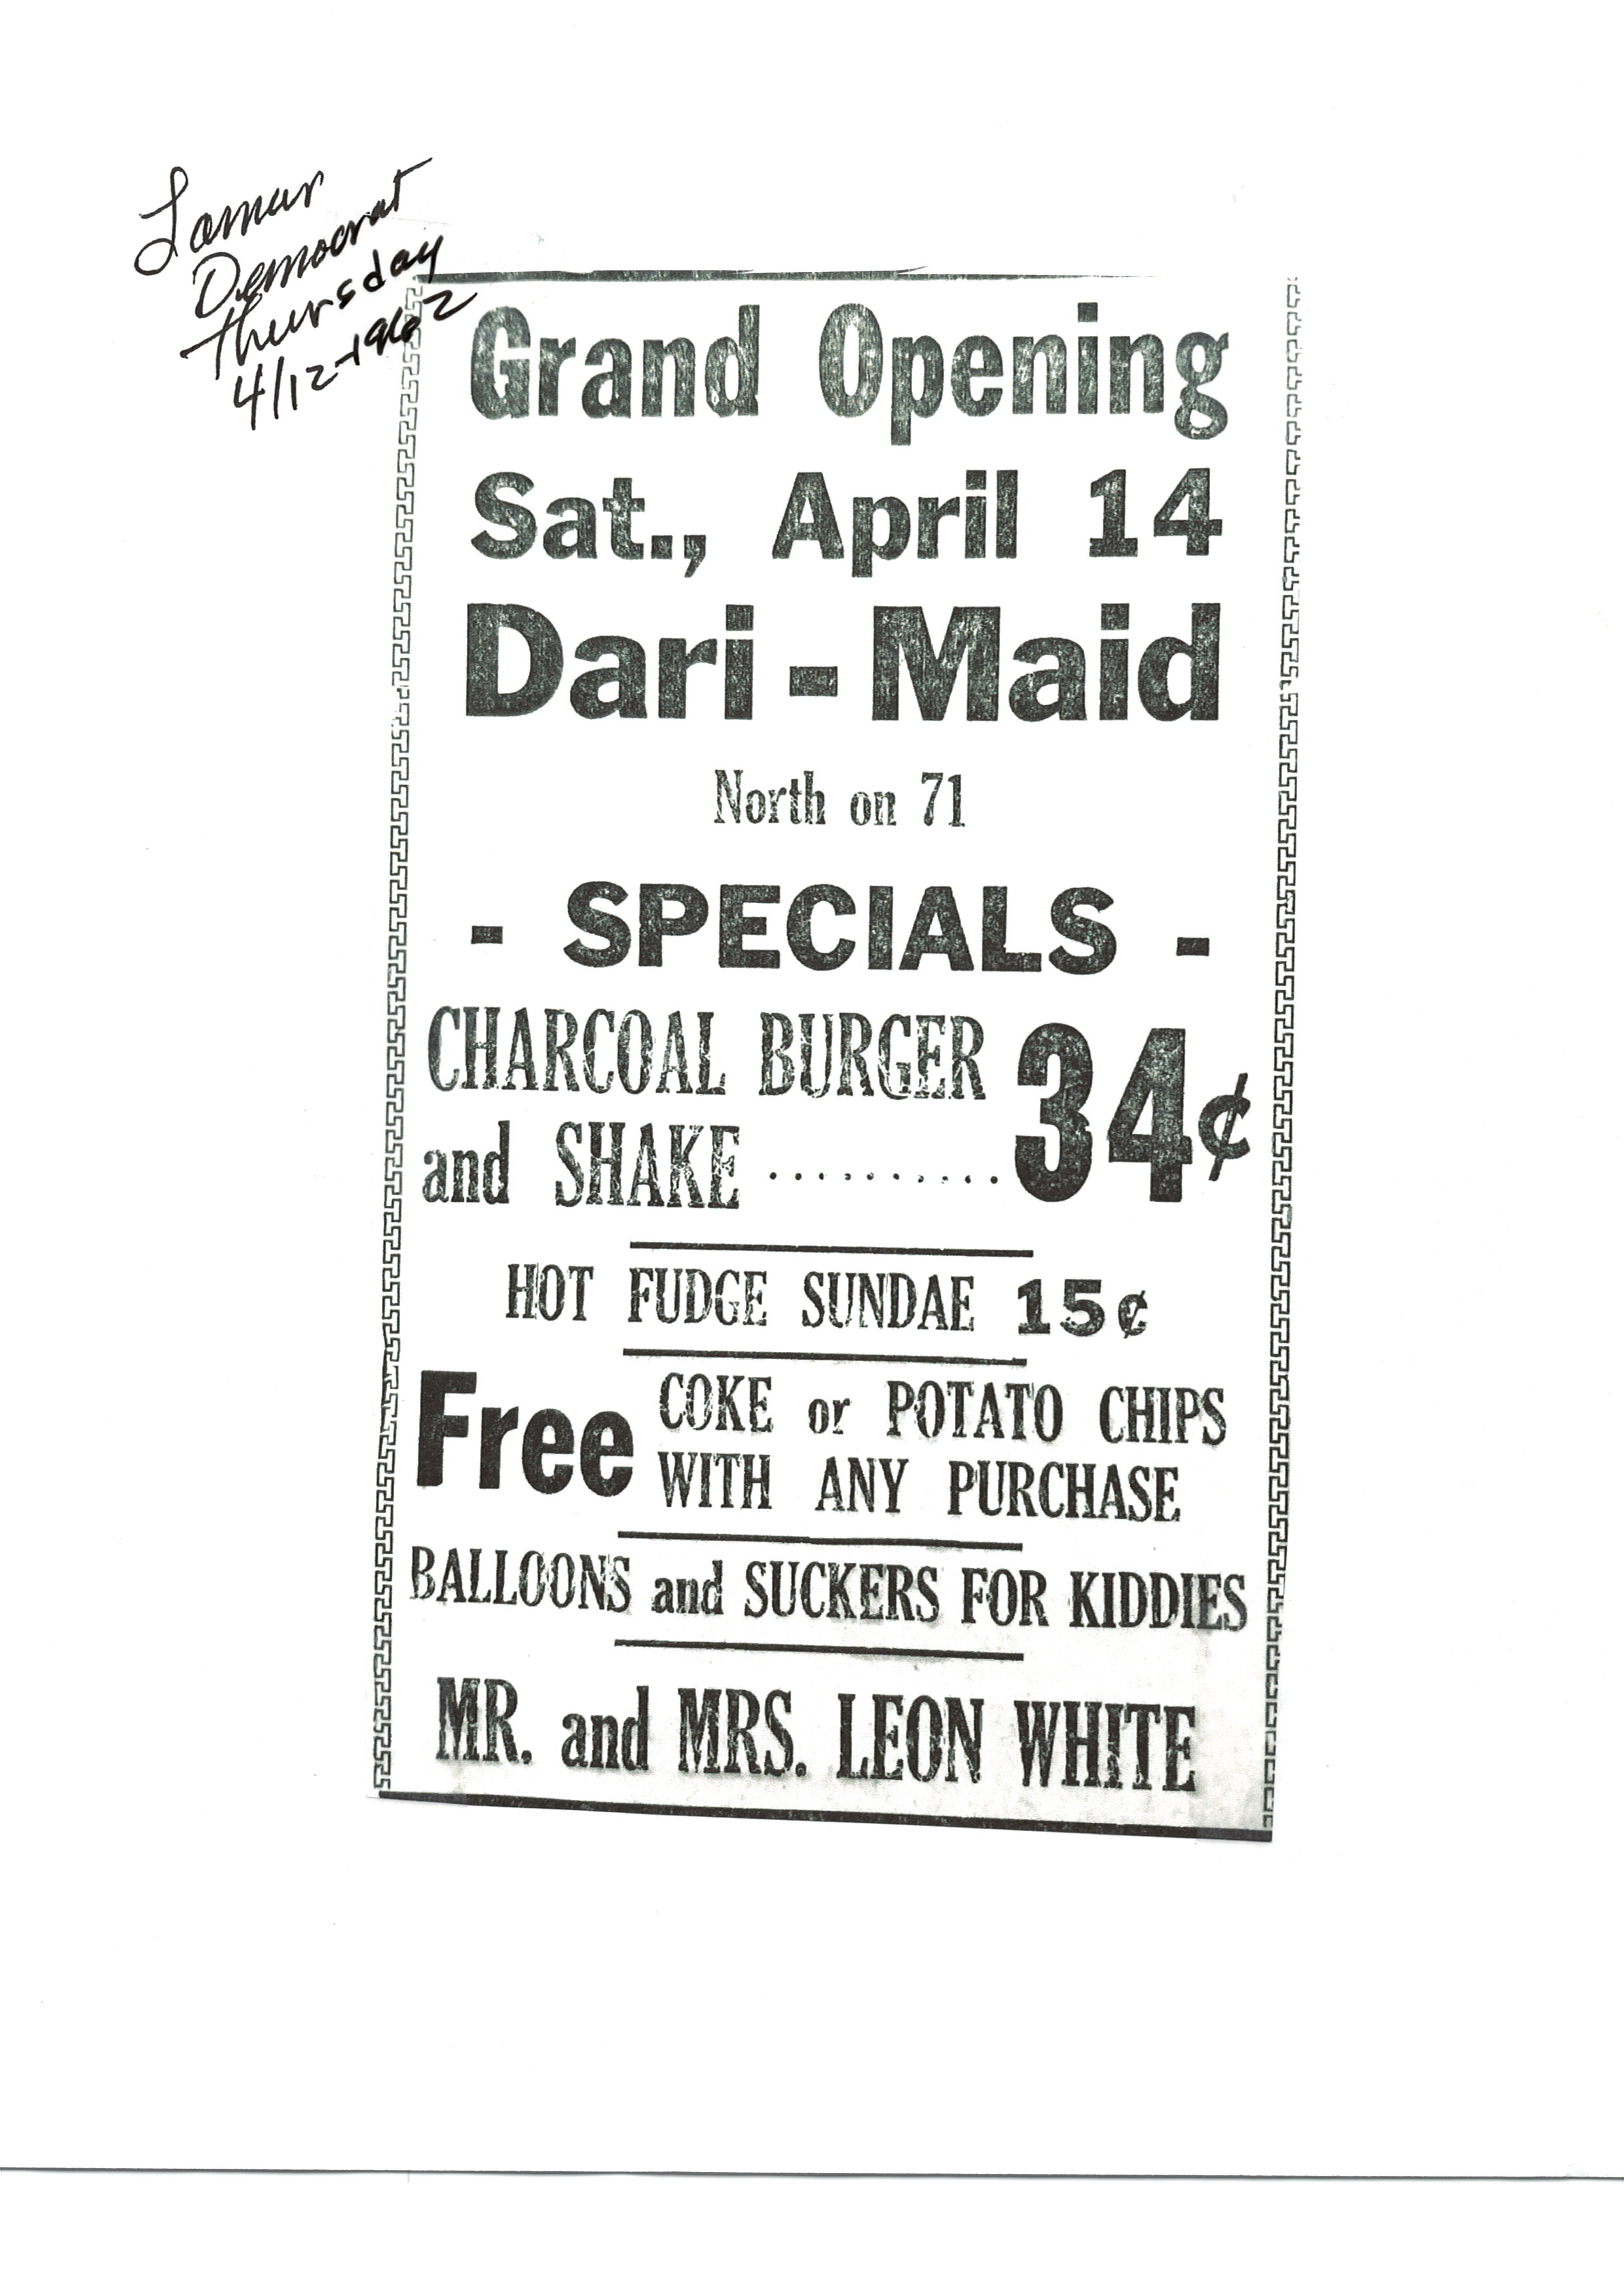 Lamar
Democrat
Thursday
4/12-1962
Grand Opening
Sat., April 14
Dari - Maid
North on 71
- SPECIALS -
CHARCOAL BURGER
and SHAKE .......... 34¢
HOT FUDGE SUNDAE 15¢
Free COKE or POTATO CHIPS
WITH ANY PURCHASE
BALLOONS and SUCKERS FOR KIDDIES
MR. and MRS. LEON WHITE